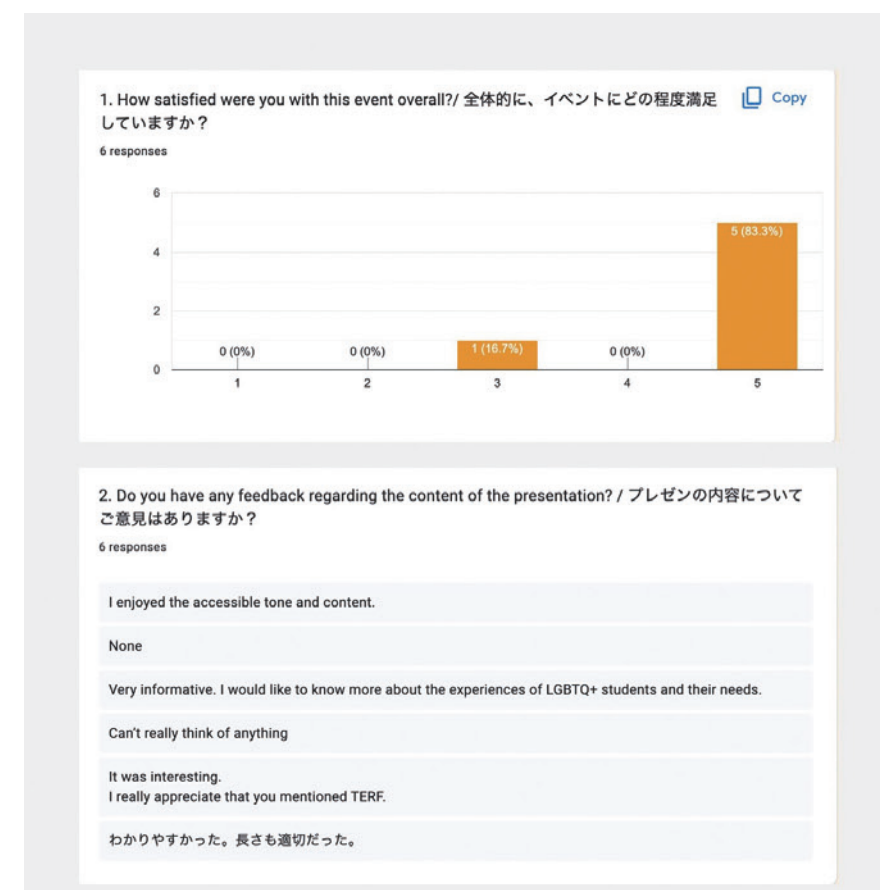 1. How satisfied were you with this event overall?/ 全体的に、イベントにどの程度満足
していますか？
Copy
6 responses
6
4
2
0
0 (0%)
0 (0%)
1 (16.7%)
0 (0%)
5 (83.3%)
1
2
3
4
5
2. Do you have any feedback regarding the content of the presentation? / プレゼンの内容について
ご意見はありますか？
6 responses
I enjoyed the accessible tone and content.
None
Very informative. I would like to know more about the experiences of LGBTQ+ students and their needs.
Can't really think of anything
It was interesting.
I really appreciate that you mentioned TERF.
わかりやすかった。長さも適切だった。